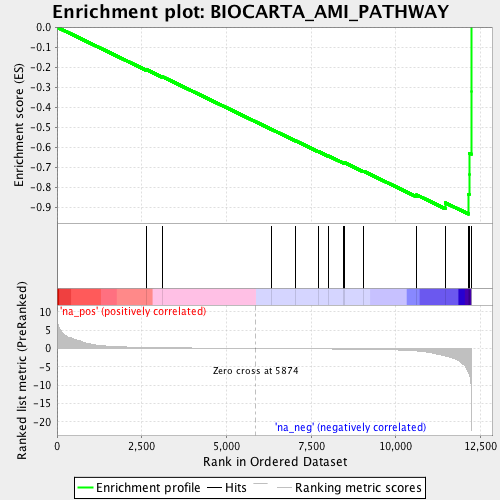 Enrichment plot: BIOCARTA_AMI_PATHWAY
Enrichment score (ES)
0.0
-0.1
-0.2
-0.3
-0.4
-0.5
-0.6
-0.7
-0.8
-0.9
'na_pos' (positively correlated)
Ranked list metric (PreRanked)
10
5
0
-5
-10
-15
-20
Zero cross at 5874
'na_neg' (negatively correlated)
0
2,500
5,000
7,500
10,000
12,500
Rank in Ordered Dataset
Enrichment profile
Hits
Ranking metric scores